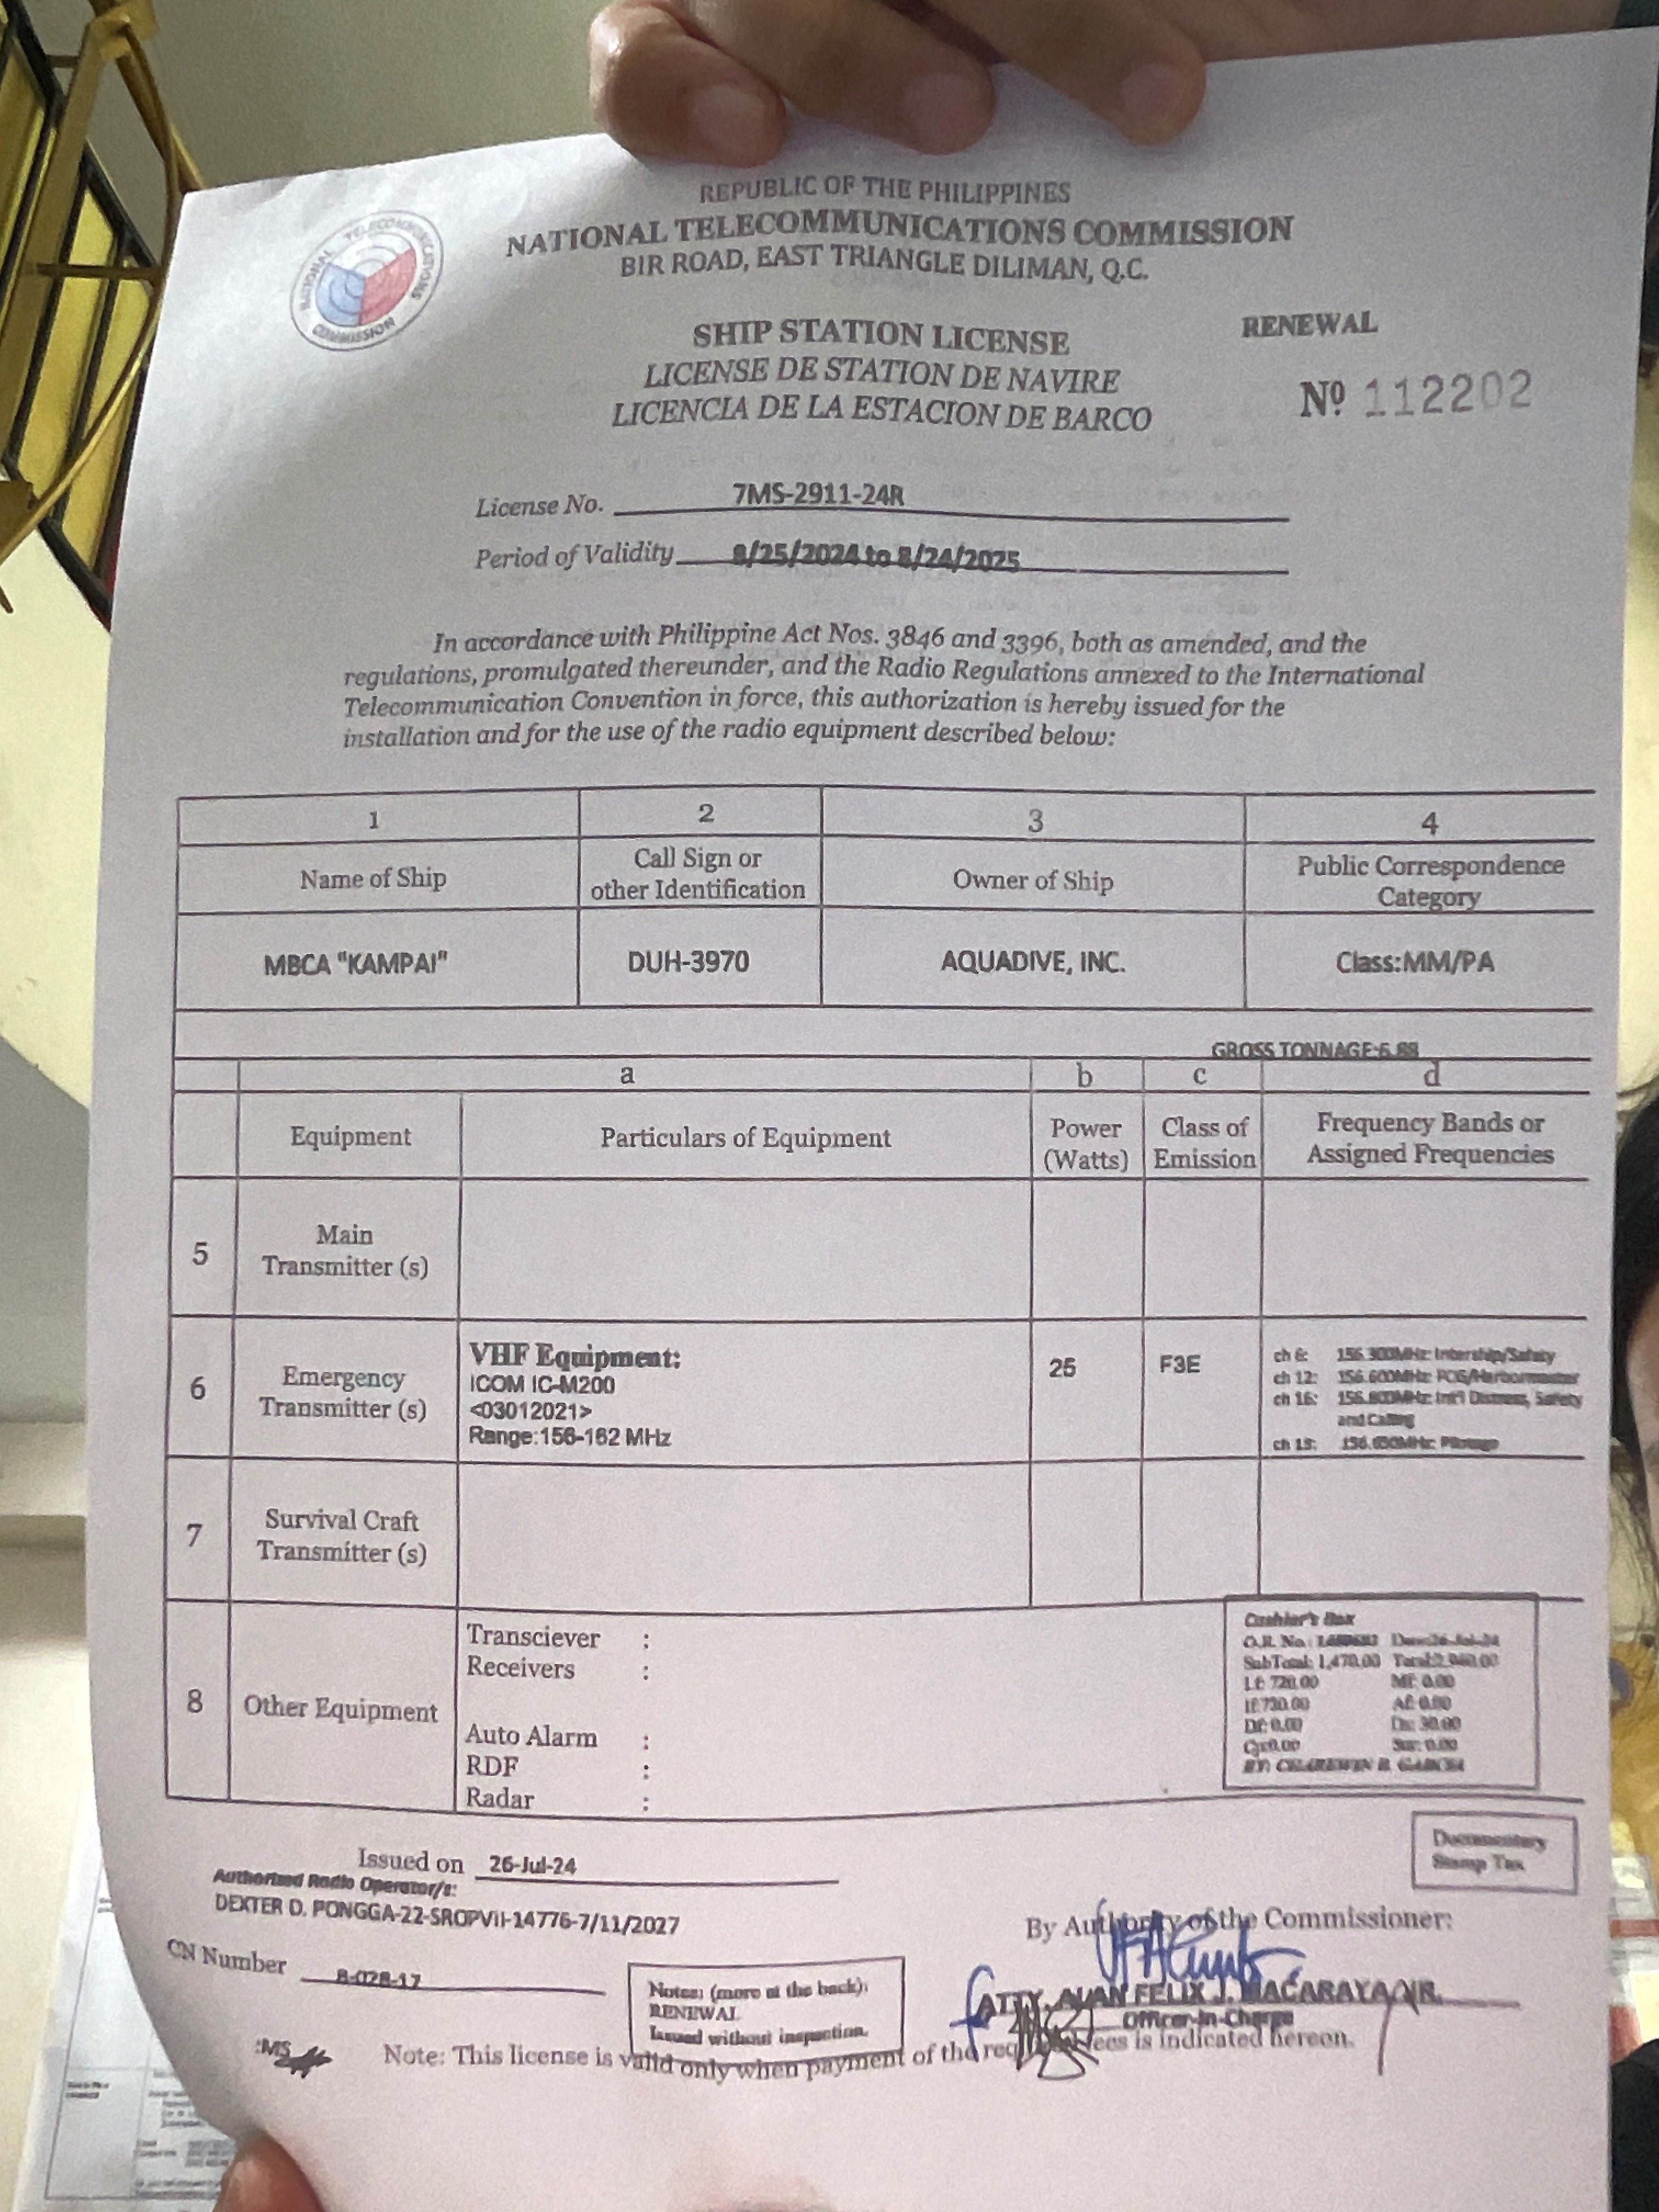 REPUBLIC OF THE PHILIPPINES
NATIONAL TELECOMMUNICATIONS COMMISSION
BIR ROAD, EAST TRIANGLE DILIMAN, Q.C.
NATIONAL TELECOMMUNICATIONS COMMISSION
SHIP STATION LICENSE
RENEWAL
LICENSE DE STATION DE NAVIRE
LICENCIA DE LA ESTACION DE BARCO
Nº 112202
License No. 7MS-2911-24R
Period of Validity 8/25/2024 to 8/24/2025
In accordance with Philippine Act Nos. 3846 and 3396, both as amended, and the
regulations, promulgated thereunder, and the Radio Regulations annexed to the International
Telecommunication Convention in force, this authorization is hereby issued for the
installation and for the use of the radio equipment described below:
1 2 3 4
Name of Ship
Call Sign or
other Identification
Owner of Ship
Public Correspondence
Category
MBCA "KAMPAI" DUH-3970 AQUADIVE, INC. Class:MM/PA
GROSS TONNAGE:6.88
a b c d
Equipment
Particulars of Equipment
Power
(Watts)
Class of
Emission
Frequency Bands or
Assigned Frequencies
5
Main
Transmitter (s)
6
Emergency
Transmitter (s)
VHF Equipment:
ICOM IC-M200
<03012021>
Range:156-162 MHz
25
F3E
ch 6: 156.300MHz: Intership/Safety
ch 12: 156.600MHz: PCG/Harbormaster
ch 16: 156.800MHz: Int'l Distress, Safety
and Calling
156.650MHz: Pilotage
7
Survival Craft
Transmitter (s)
8
Other Equipment
Transciever :
Receivers :
Auto Alarm :
RDF :
Radar :
Cashier's Box
O.R. No: Date:26-Jul-24
SubTotal: 1,470.00 Total:2,940.00
LF: 720.00 MF: 0.00
IF:720.00 AF: 0.00
DF: 0.00 Ds: 30.00
0.00 Sur: 0.00
BY: B. GARCIA
Documentary
Stamp Tax
Issued on 26-Jul-24
Authorized Radio Operator/s:
DEXTER D. PONGGA-22-SROPVII-14776-7/11/2027
CN Number 8-028-17
By Authority of the Commissioner:
ATTY. ALAN FELIX J. MACARAYA JR.
Officer-In-Charge
Notes: (more at the back):
RENEWAL
Issued without inspection.
:MS
Note: This license is valid only when payment of the fees is indicated hereon.